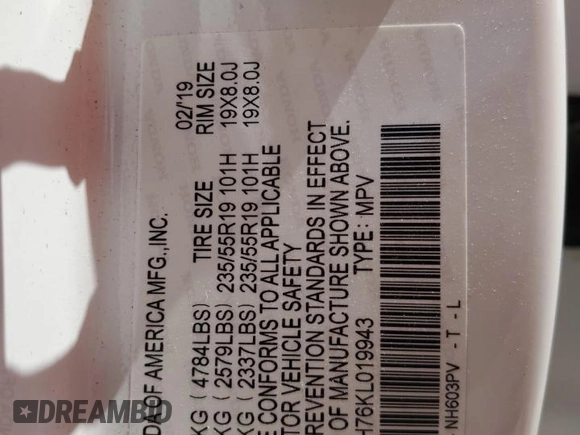 DA OF AMERICA MFG., INC. 02/'19
KG ( 4784LBS) TIRE SIZE RIM SIZE
KG ( 2579LBS) 235/55R19 101H 19X8.0J
KG ( 2337LBS) 235/55R19 101H 19X8.0J
E CONFORMS TO ALL APPLICABLE
TOR VEHICLE SAFETY
PREVENTION STANDARDS IN EFFECT
OF MANUFACTURE SHOWN ABOVE.
H76KL019943 TYPE: MPV
NH603PV - T - L
DREAMBID